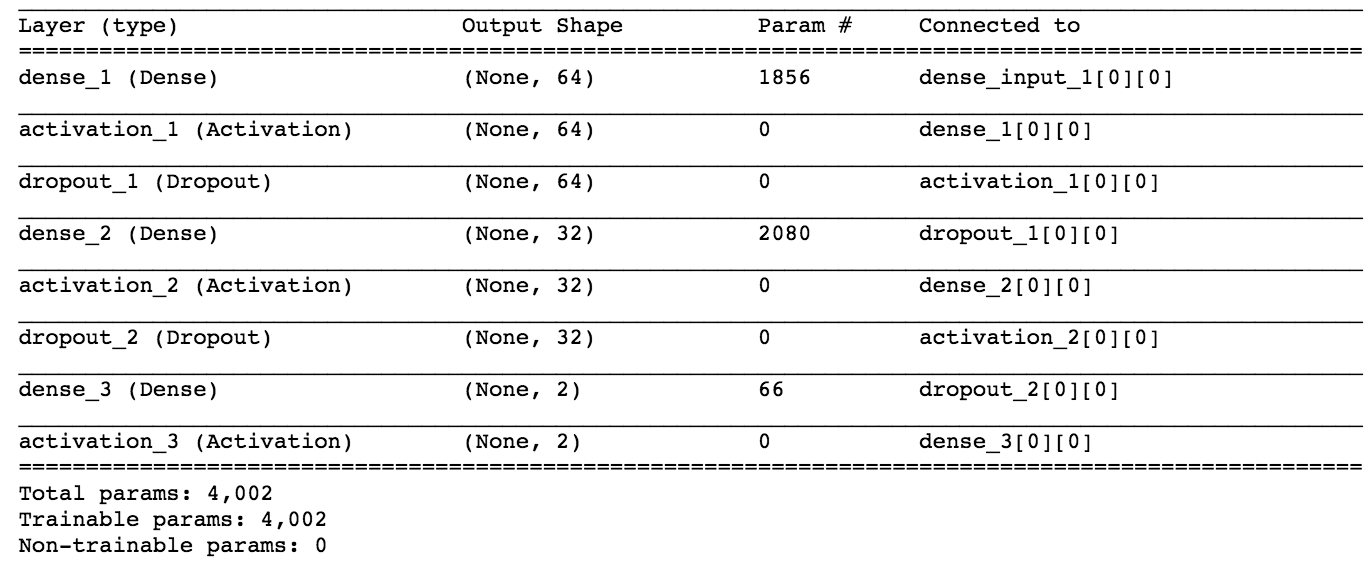 Layer (type) Output Shape Param # Connected to
dense_1 (Dense) (None, 64) 1856 dense_input_1[0][0]
activation_1 (Activation) (None, 64) 0 dense_1[0][0]
dropout_1 (Dropout) (None, 64) 0 activation_1[0][0]
dense_2 (Dense) (None, 32) 2080 dropout_1[0][0]
activation_2 (Activation) (None, 32) 0 dense_2[0][0]
dropout_2 (Dropout) (None, 32) 0 activation_2[0][0]
dense_3 (Dense) (None, 2) 66 dropout_2[0][0]
activation_3 (Activation) (None, 2) 0 dense_3[0][0]
Total params: 4,002
Trainable params: 4,002
Non-trainable params: 0